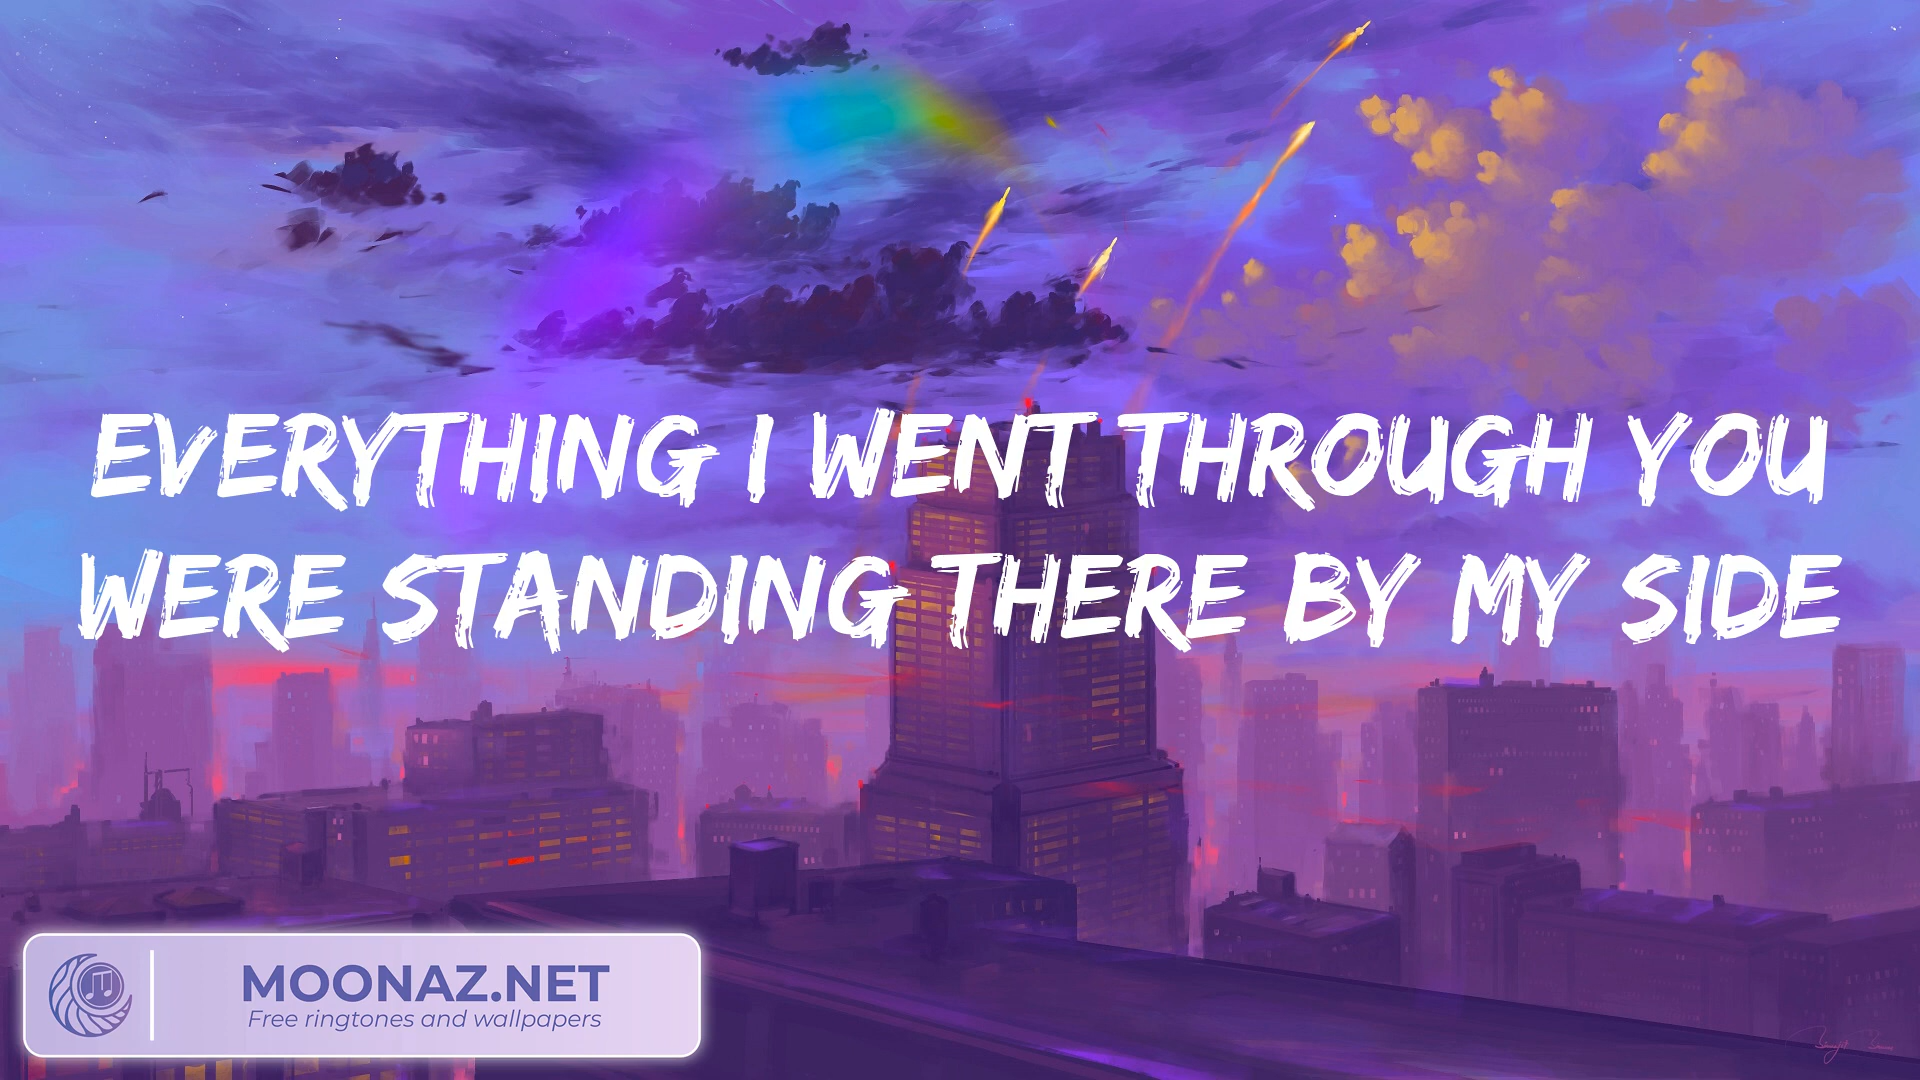 EVERYTHING I WENT THROUGH YOU
WERE STANDING THERE BY MY SIDE
MOONAZ.NET
Free ringtones and wallpapers